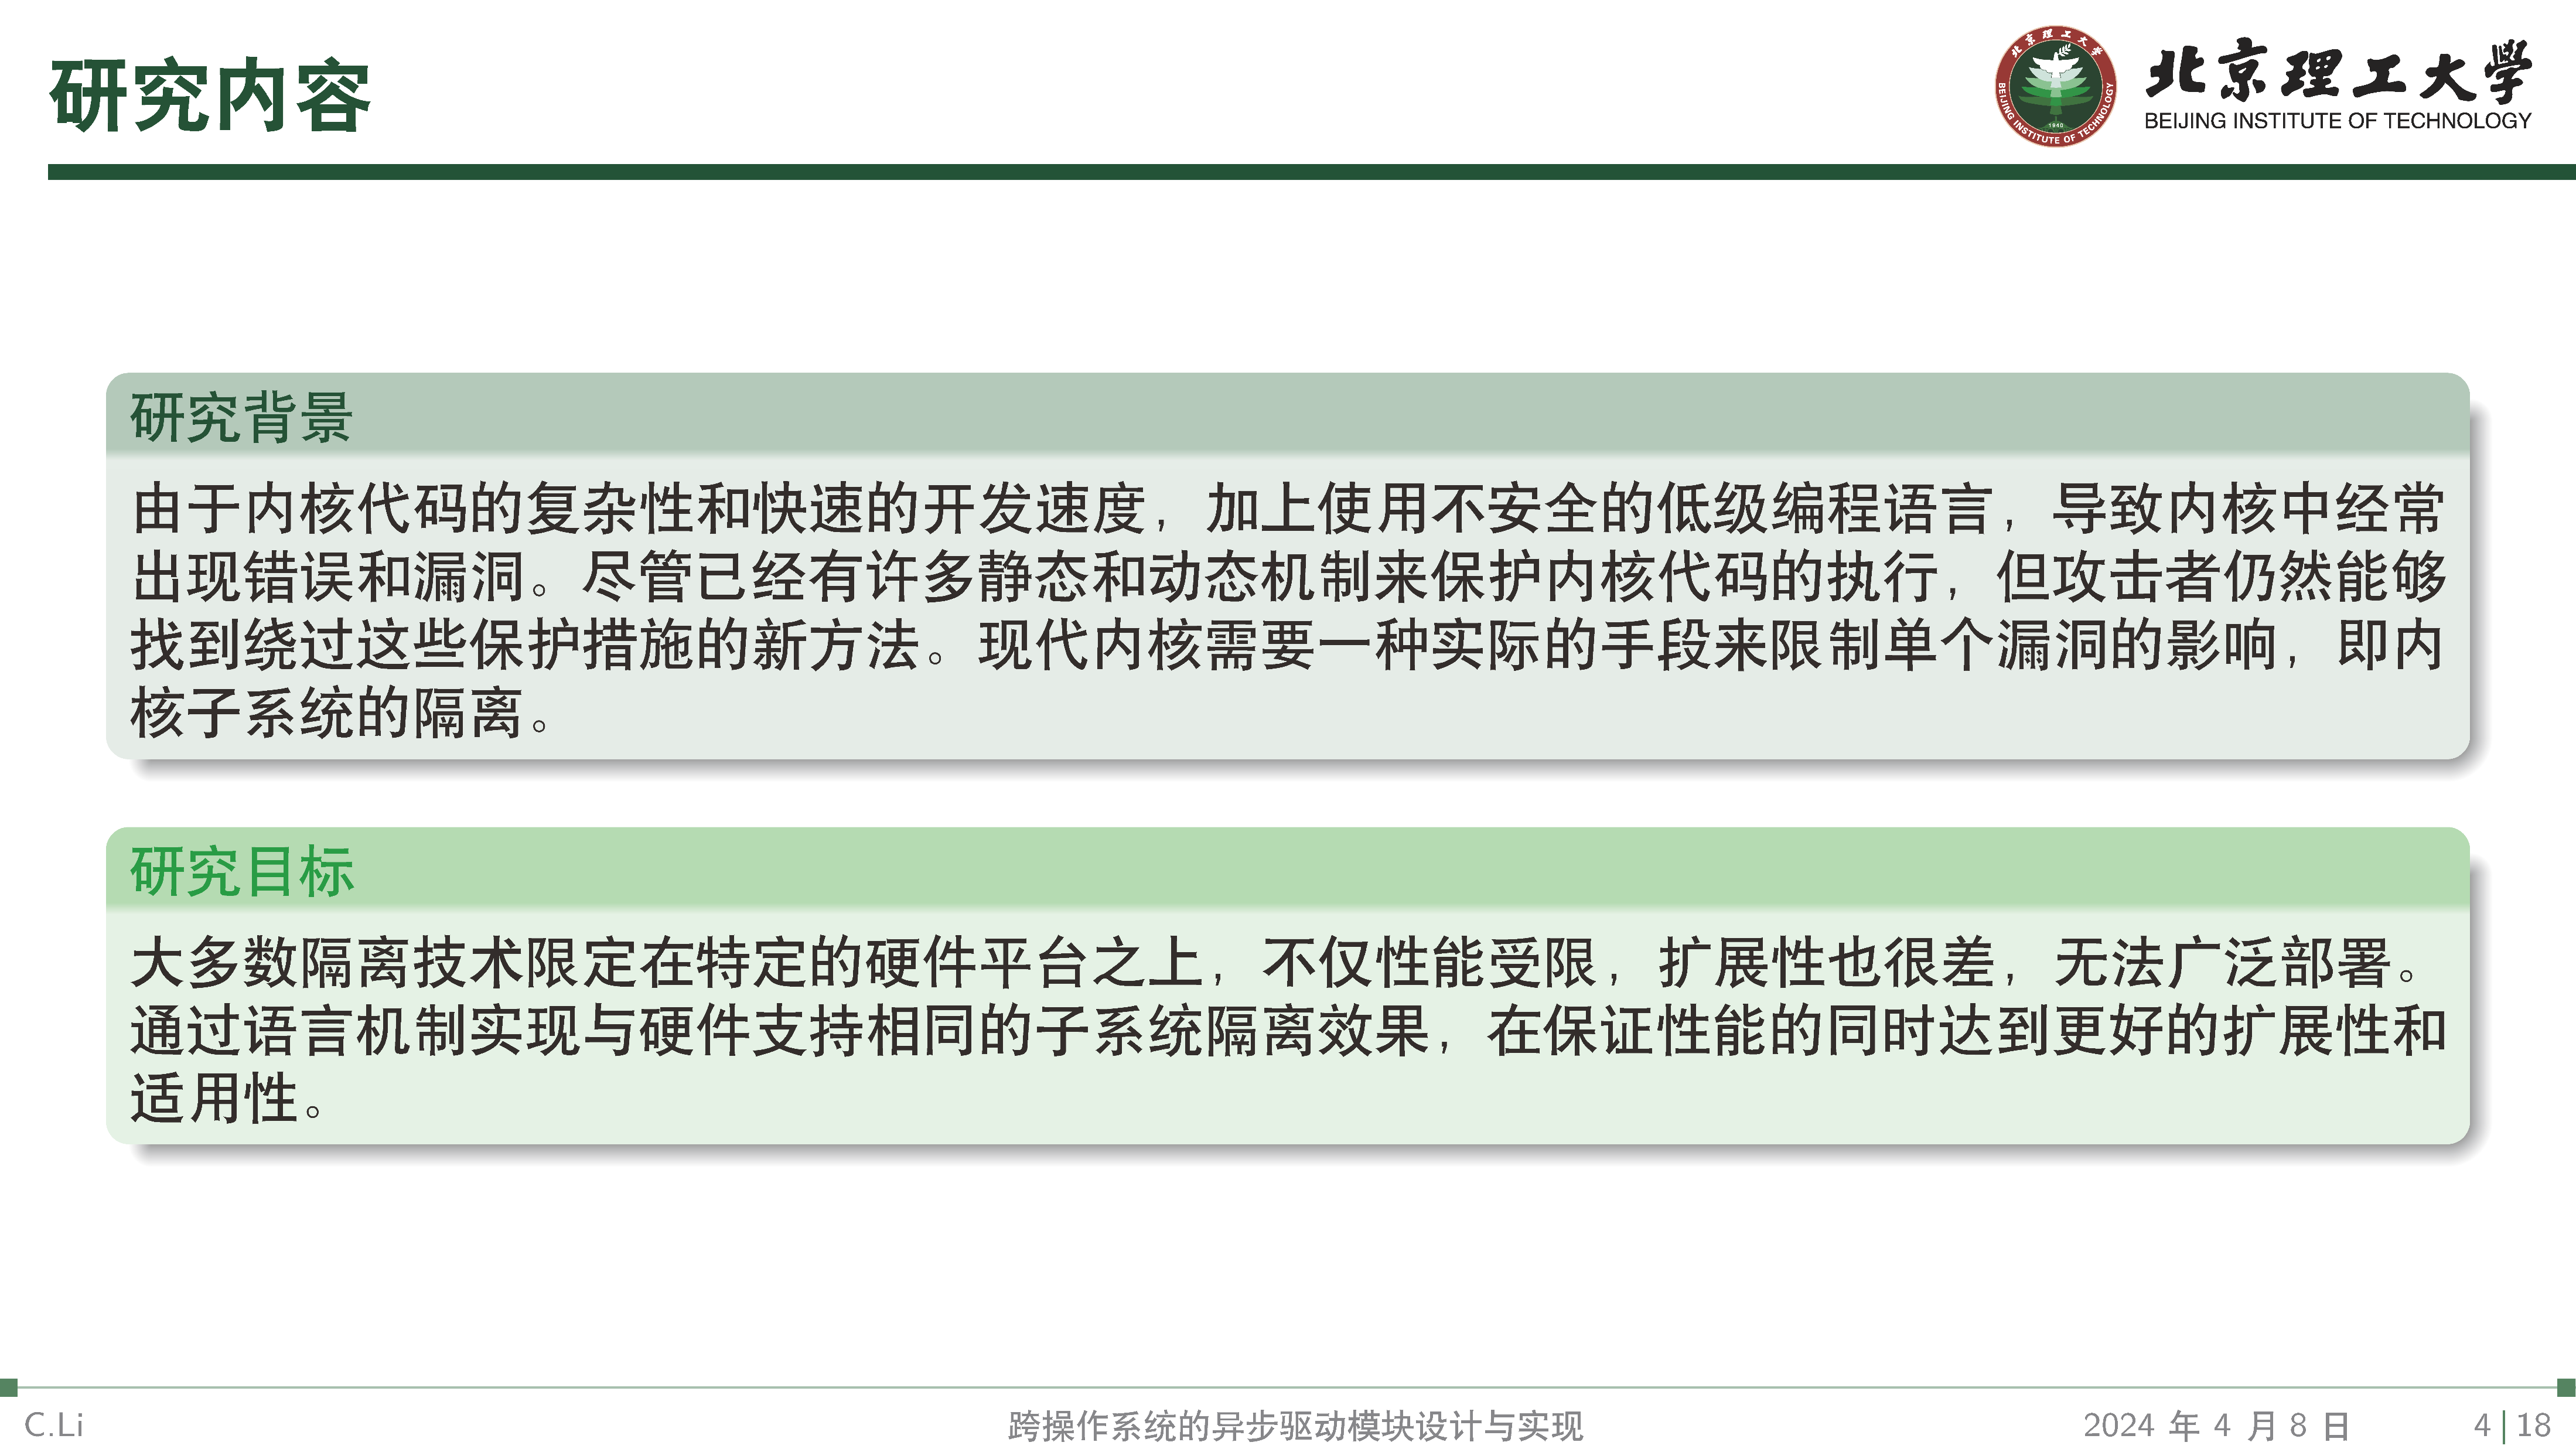 研究内容
北京理工大学
BEIJING INSTITUTE OF TECHNOLOGY
北京理工大學
BEIJING INSTITUTE OF TECHNOLOGY
1940
研究背景
由于内核代码的复杂性和快速的开发速度，加上使用不安全的低级编程语言，导致内核中经常
出现错误和漏洞。尽管已经有许多静态和动态机制来保护内核代码的执行，但攻击者仍然能够
找到绕过这些保护措施的新方法。现代内核需要一种实际的手段来限制单个漏洞的影响，即内
核子系统的隔离。
研究目标
大多数隔离技术限定在特定的硬件平台之上，不仅性能受限，扩展性也很差，无法广泛部署。
通过语言机制实现与硬件支持相同的子系统隔离效果，在保证性能的同时达到更好的扩展性和
适用性。
C.Li
跨操作系统的异步驱动模块设计与实现
2024 年 4 月 8 日
4 | 18